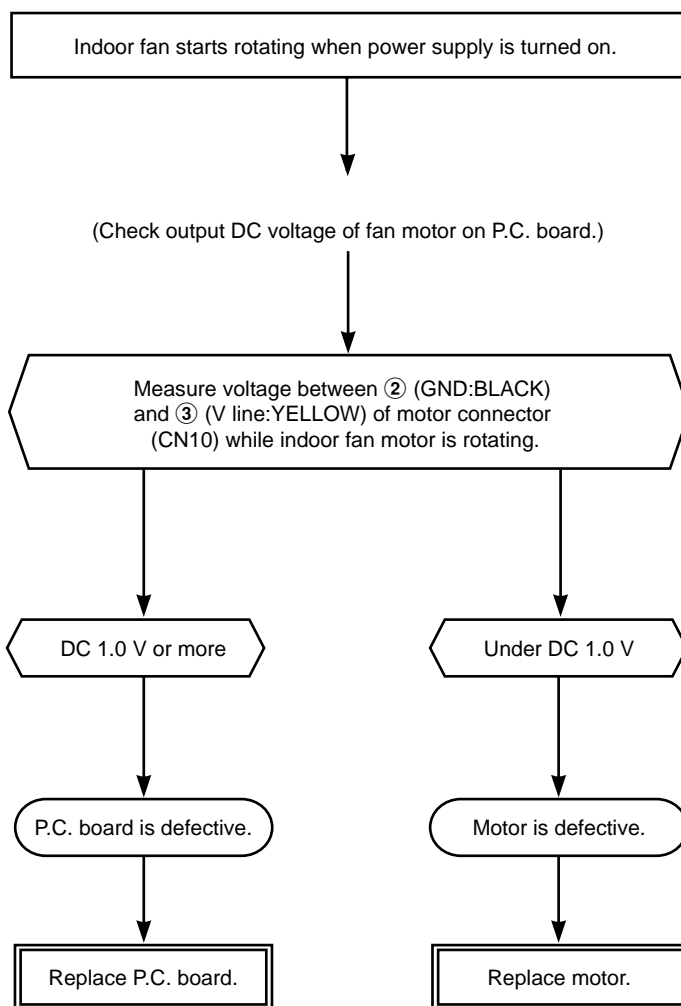 Indoor fan starts rotating when power supply is turned on.
(Check output DC voltage of fan motor on P.C. board.)
Measure voltage between ② (GND:BLACK)
and ③ (V line:YELLOW) of motor connector
(CN10) while indoor fan motor is rotating.
DC 1.0 V or more
Under DC 1.0 V
P.C. board is defective.
Motor is defective.
Replace P.C. board.
Replace motor.